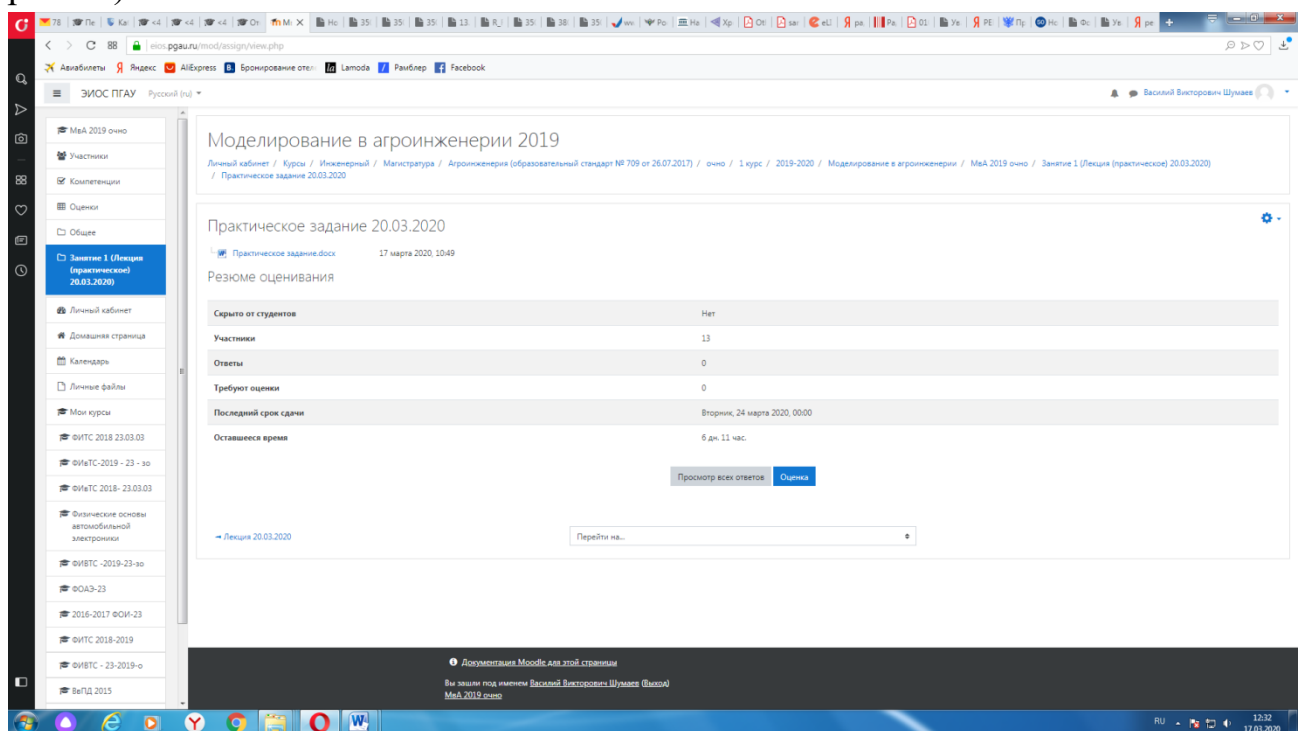 eios.pgau.ru/mod/assign/view.php
Авиабилеты Яндекс AliExpress Бронирование отел Lamoda Рамблер Facebook
ЭИОС ПГАУ Русский (ru)
Василий Викторович Шумаев
МвА 2019 очно
Участники
Компетенции
Оценки
Общее
Занятие 1 (Лекция (практическое) 20.03.2020)
Личный кабинет
Домашняя страница
Календарь
Личные файлы
Мои курсы
ФИТС 2018 23.03.03
ФИвТС-2019 - 23 - зо
ФИвТС 2018- 23.03.03
Физические основы автомобильной электроники
ФИВТС -2019-23-зо
ФОАЭ-23
2016-2017 ФОИ-23
ФИТС 2018-2019
ФИВТС - 23-2019-о
ВеПД 2015
Моделирование в агроинженерии 2019
Личный кабинет / Курсы / Инженерный / Магистратура / Агроинженерия (образовательный стандарт № 709 от 26.07.2017) / очно / 1 курс / 2019-2020 / Моделирование в агроинженерии / МвА 2019 очно / Занятие 1 (Лекция (практическое) 20.03.2020)
/ Практическое задание 20.03.2020
Практическое задание 20.03.2020
Практическое задание.docx 17 марта 2020, 10:49
Резюме оценивания
Скрыто от студентов Нет
Участники 13
Ответы 0
Требуют оценки 0
Последний срок сдачи Вторник, 24 марта 2020, 00:00
Оставшееся время 6 дн. 11 час.
Просмотр всех ответов Оценка
Лекция 20.03.2020 Перейти на...
Документация Moodle для этой страницы
Вы зашли под именем Василий Викторович Шумаев (Выход)
МвА 2019 очно
RU 12:32
17.03.2020